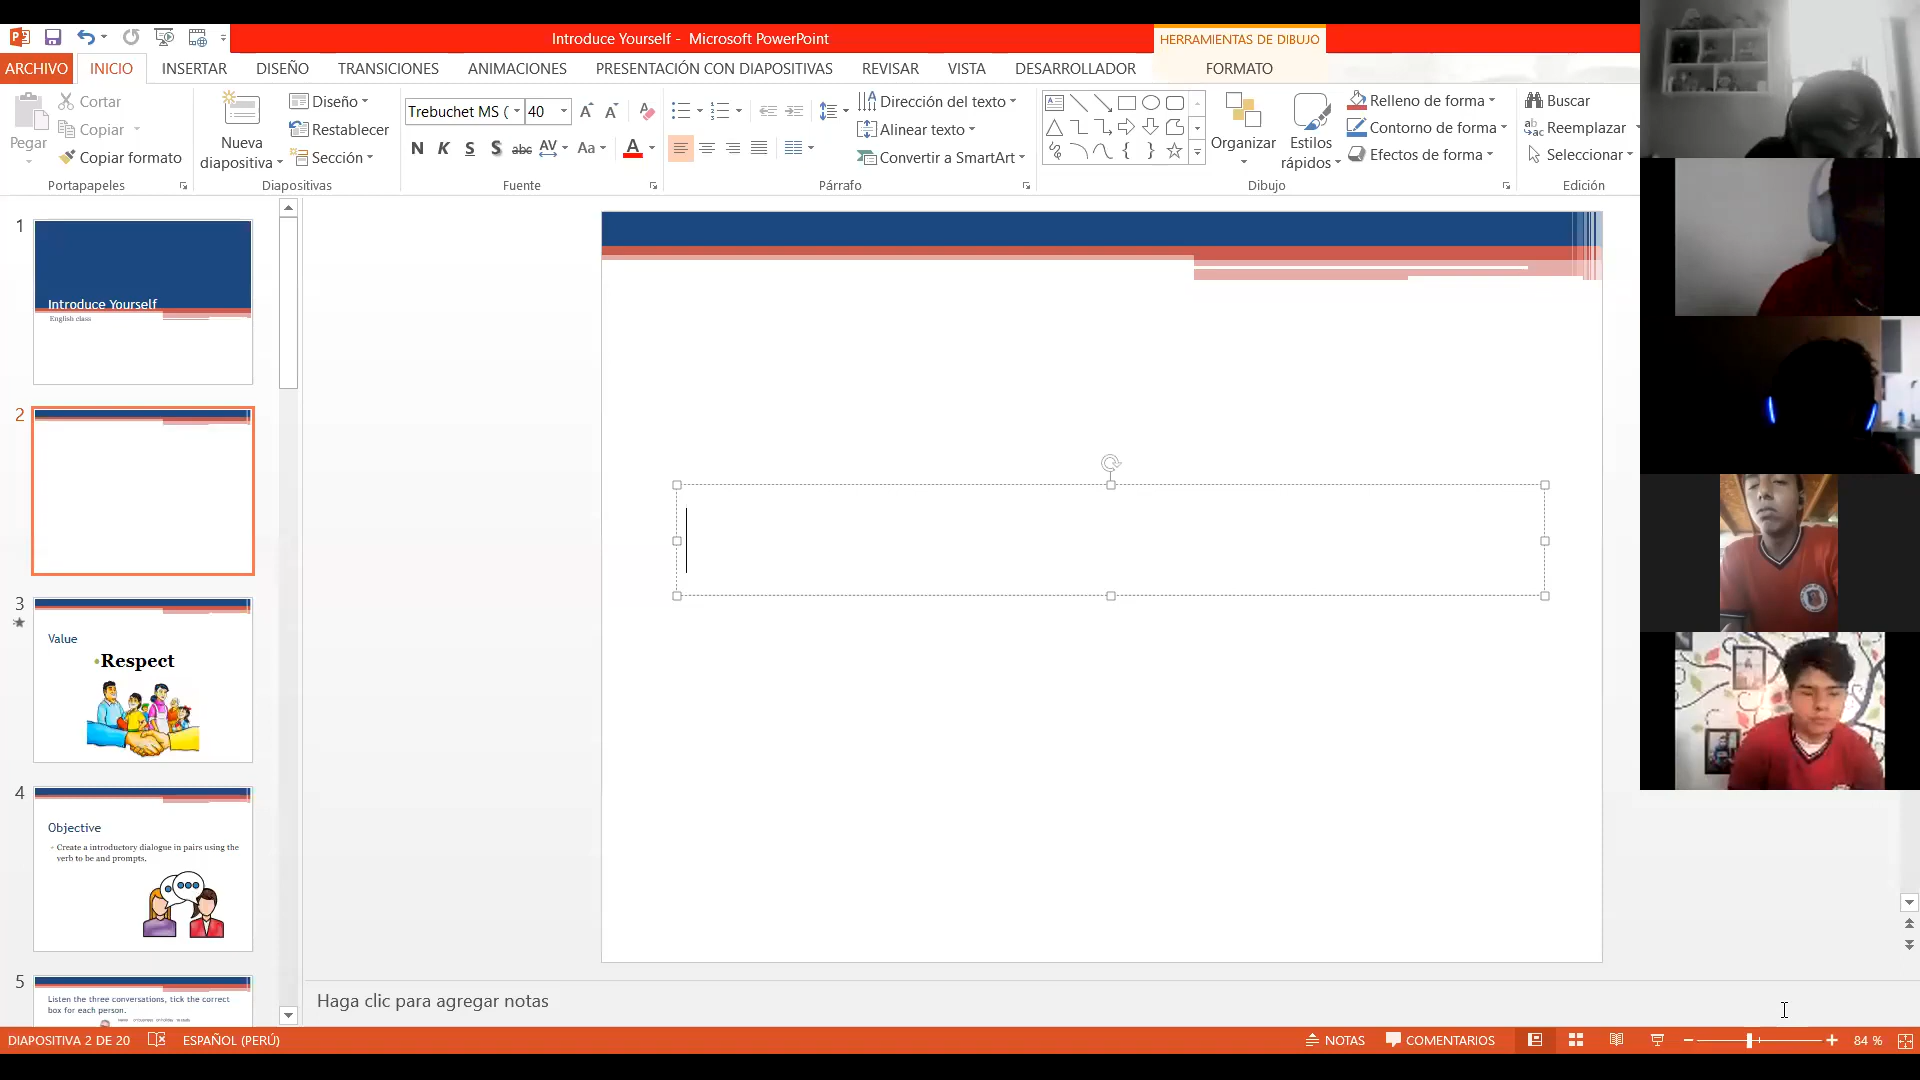 Introduce Yourself - Microsoft PowerPoint
HERRAMIENTAS DE DIBUJO
ARCHIVO INICIO INSERTAR DISEÑO TRANSICIONES ANIMACIONES PRESENTACIÓN CON DIAPOSITIVAS REVISAR VISTA DESARROLLADOR FORMATO
Pegar
Cortar
Copiar
Copiar formato
Portapapeles
Nueva
diapositiva
Diseño
Restablecer
Sección
Diapositivas
Trebuchet MS ( 40
N K S S abc AV Aa A
Fuente
Dirección del texto
Alinear texto
Convertir a SmartArt
Párrafo
Organizar
Estilos
rápidos
Relleno de forma
Contorno de forma
Efectos de forma
Dibujo
Buscar
Reemplazar
Seleccionar
Edición
1
Introduce Yourself
English class
2
3
Value
•Respect
4
Objective
Create a introductory dialogue in pairs using the
verb to be and prompts.
5
Listen the three conversations, tick the correct
box for each person.
Haga clic para agregar notas
DIAPOSITIVA 2 DE 20 ESPAÑOL (PERÚ) NOTAS COMENTARIOS 84 %